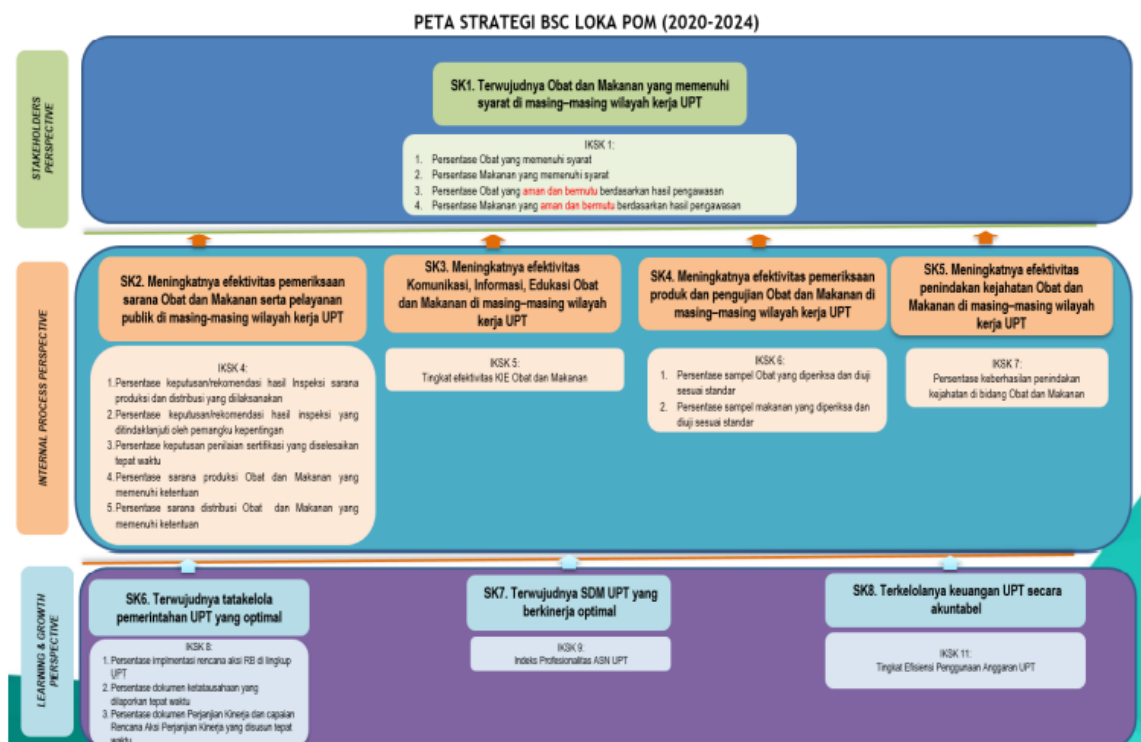 PETA STRATEGI BSC LOKA POM (2020-2024)
STAKEHOLDERS
PERSPECTIVE
SK1. Terwujudnya Obat dan Makanan yang memenuhi
syarat di masing–masing wilayah kerja UPT
IKSK 1:
1. Persentase Obat yang memenuhi syarat
2. Persentase Makanan yang memenuhi syarat
3. Persentase Obat yang aman dan bermutu berdasarkan hasil pengawasan
4. Persentase Makanan yang aman dan bermutu berdasarkan hasil pengawasan
INTERNAL PROCESS PERSPECTIVE
SK2. Meningkatnya efektivitas pemeriksaan
sarana Obat dan Makanan serta pelayanan
publik di masing-masing wilayah kerja UPT
IKSK 4:
1. Persentase keputusan/rekomendasi hasil Inspeksi sarana
produksi dan distribusi yang dilaksanakan
2. Persentase keputusan/rekomendasi hasil inspeksi yang
ditindaklanjuti oleh pemangku kepentingan
3. Persentase keputusan penilaian sertifikasi yang diselesaikan
tepat waktu
4. Persentase sarana produksi Obat dan Makanan yang
memenuhi ketentuan
5. Persentase sarana distribusi Obat dan Makanan yang
memenuhi ketentuan
SK3. Meningkatnya efektivitas
Komunikasi, Informasi, Edukasi Obat
dan Makanan di masing–masing wilayah
kerja UPT
IKSK 5:
Tingkat efektivitas KIE Obat dan Makanan
SK4. Meningkatnya efektivitas pemeriksaan
produk dan pengujian Obat dan Makanan di
masing–masing wilayah kerja UPT
IKSK 6:
1. Persentase sampel Obat yang diperiksa dan diuji
sesuai standar
2. Persentase sampel makanan yang diperiksa dan
diuji sesuai standar
SK5. Meningkatnya efektivitas
penindakan kejahatan Obat dan
Makanan di masing–masing wilayah
kerja UPT
IKSK 7:
Persentase keberhasilan penindakan
kejahatan di bidang Obat dan Makanan
LEARNING & GROWTH
PERSPECTIVE
SK6. Terwujudnya tatakelola
pemerintahan UPT yang optimal
IKSK 8:
1. Persentase implmentasi rencana aksi RB di lingkup
UPT
2. Persentase dokumen ketatausahaan yang
dilaporkan tepat waktu
3. Persentase dokumen Perjanjian Kinerja dan capaian
Rencana Aksi Perjanjian Kinerja yang disusun tepat
waktu
SK7. Terwujudnya SDM UPT yang
berkinerja optimal
IKSK 9:
Indeks Profesionalitas ASN UPT
SK8. Terkelolanya keuangan UPT secara
akuntabel
IKSK 11:
Tingkat Efisiensi Penggunaan Anggaran UPT